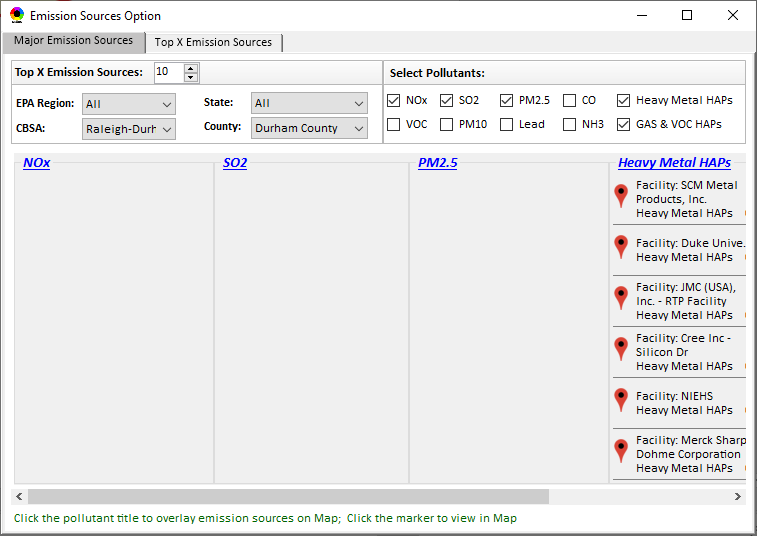 Emission Sources Option
Major Emission Sources
Top X Emission Sources
Top X Emission Sources:
10
EPA Region:
All
State:
All
CBSA:
Raleigh-Durh
County:
Durham County
Select Pollutants:
NOx
SO2
PM2.5
CO
Heavy Metal HAPs
VOC
PM10
Lead
NH3
GAS & VOC HAPs
NOx
SO2
PM2.5
Heavy Metal HAPs
Facility: SCM Metal
Products, Inc.
Heavy Metal HAPs
Facility: Duke Unive.
Heavy Metal HAPs
Facility: JMC (USA),
Inc. - RTP Facility
Heavy Metal HAPs
Facility: Cree Inc -
Silicon Dr
Heavy Metal HAPs
Facility: NIEHS
Heavy Metal HAPs
Facility: Merck Sharp
Dohme Corporation
Heavy Metal HAPs
Click the pollutant title to overlay emission sources on Map; Click the marker to view in Map